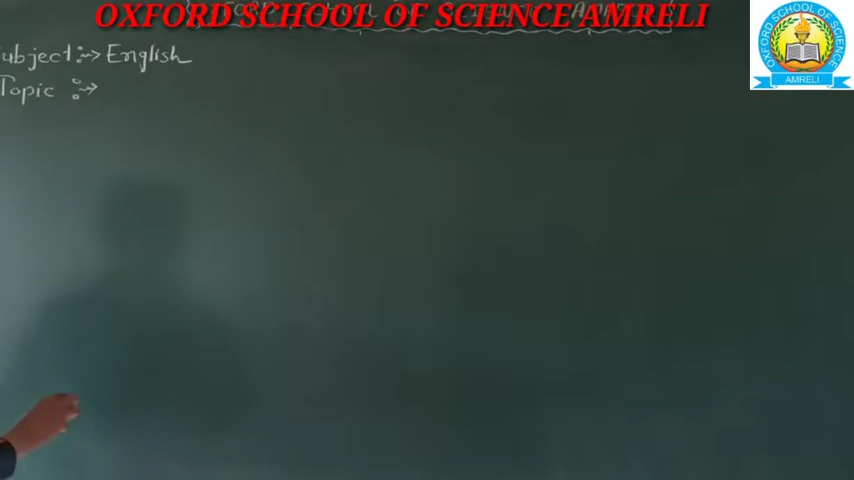 OXFORD SCHOOL OF SCIENCE AMRELI
ubject :→ English
Topic :→
OXFORD SCHOOL OF SCIENCE
AMRELI